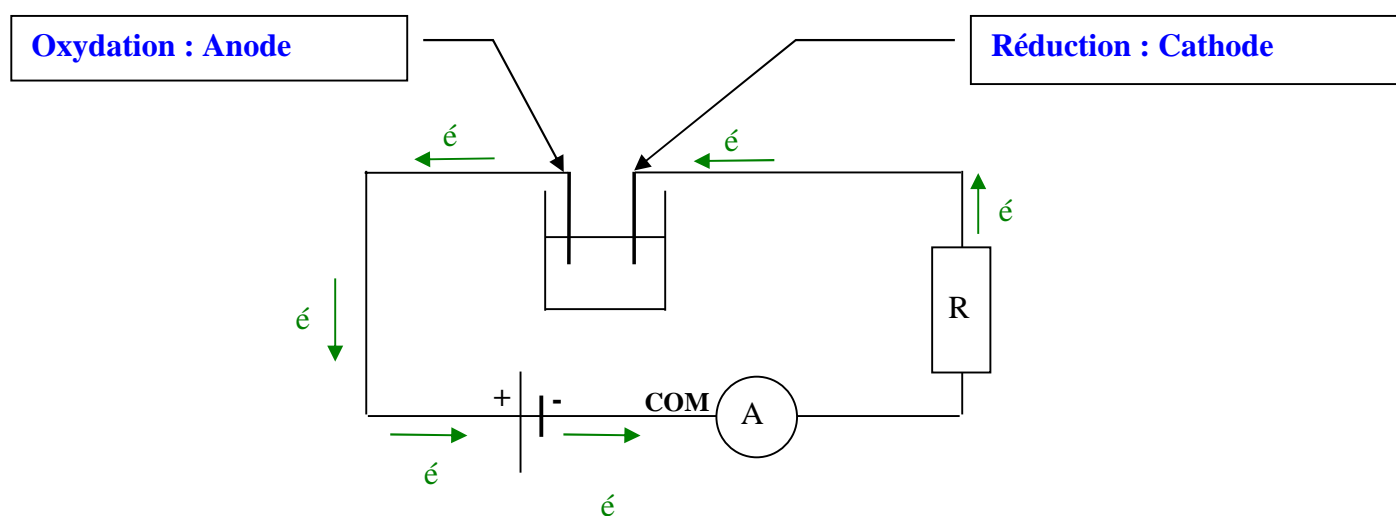 Oxydation : Anode
Réduction : Cathode
é
é
é
é
R
+
-
COM
A
é
é